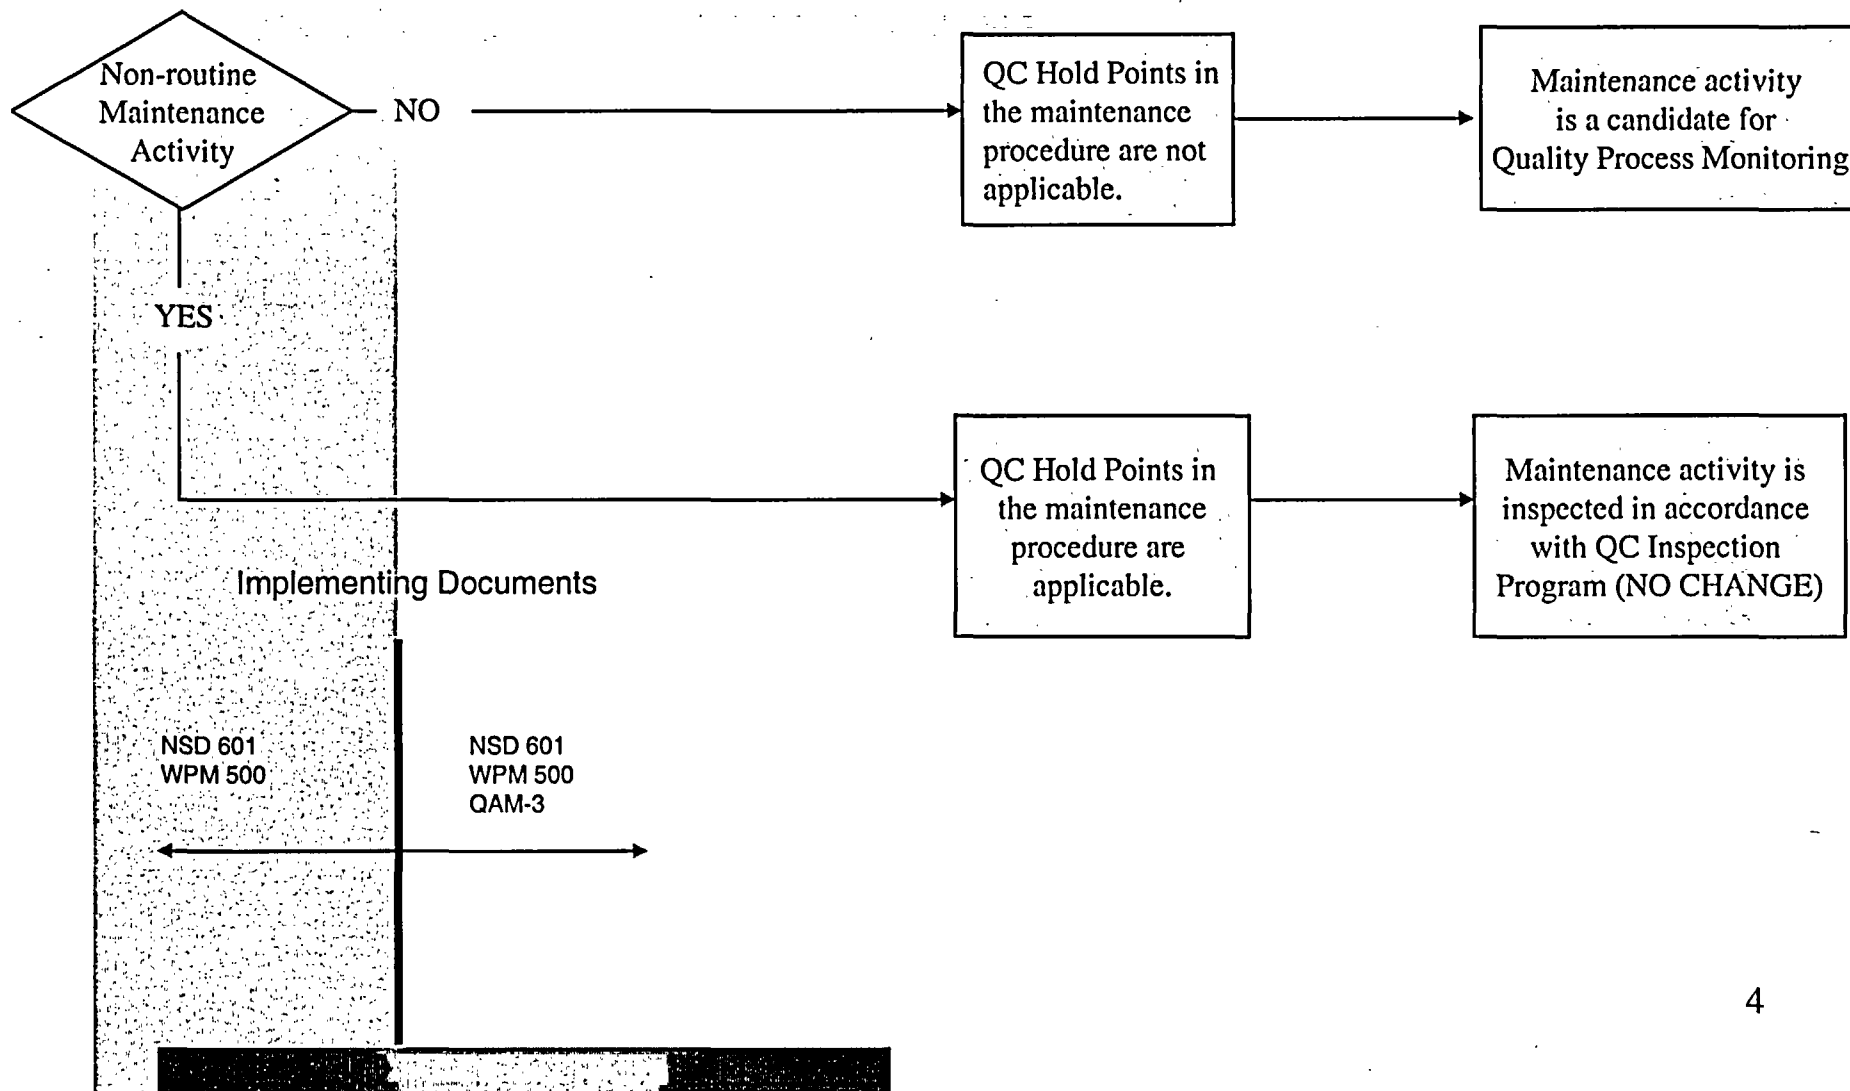 Non-routine
Maintenance
Activity
NO
QC Hold Points in
the maintenance
procedure are not
applicable.
Maintenance activity
is a candidate for
Quality Process Monitoring
YES
QC Hold Points in
the maintenance
procedure are
applicable.
Maintenance activity is
inspected in accordance
with QC Inspection
Program (NO CHANGE)
Implementing Documents
NSD 601
WPM 500
NSD 601
WPM 500
QAM-3
4